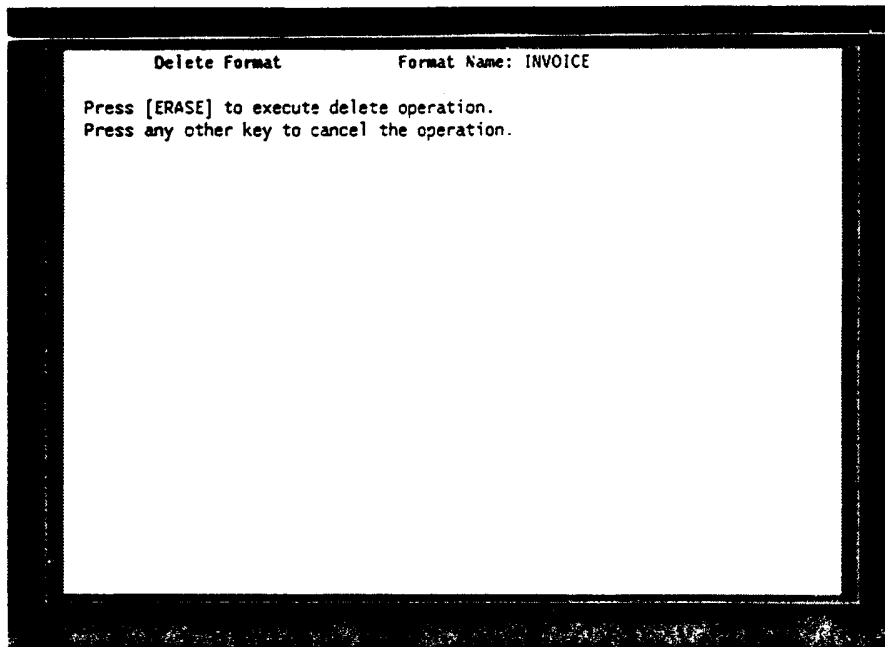 Delete Format Format Name: INVOICE
Press [ERASE] to execute delete operation.
Press any other key to cancel the operation.